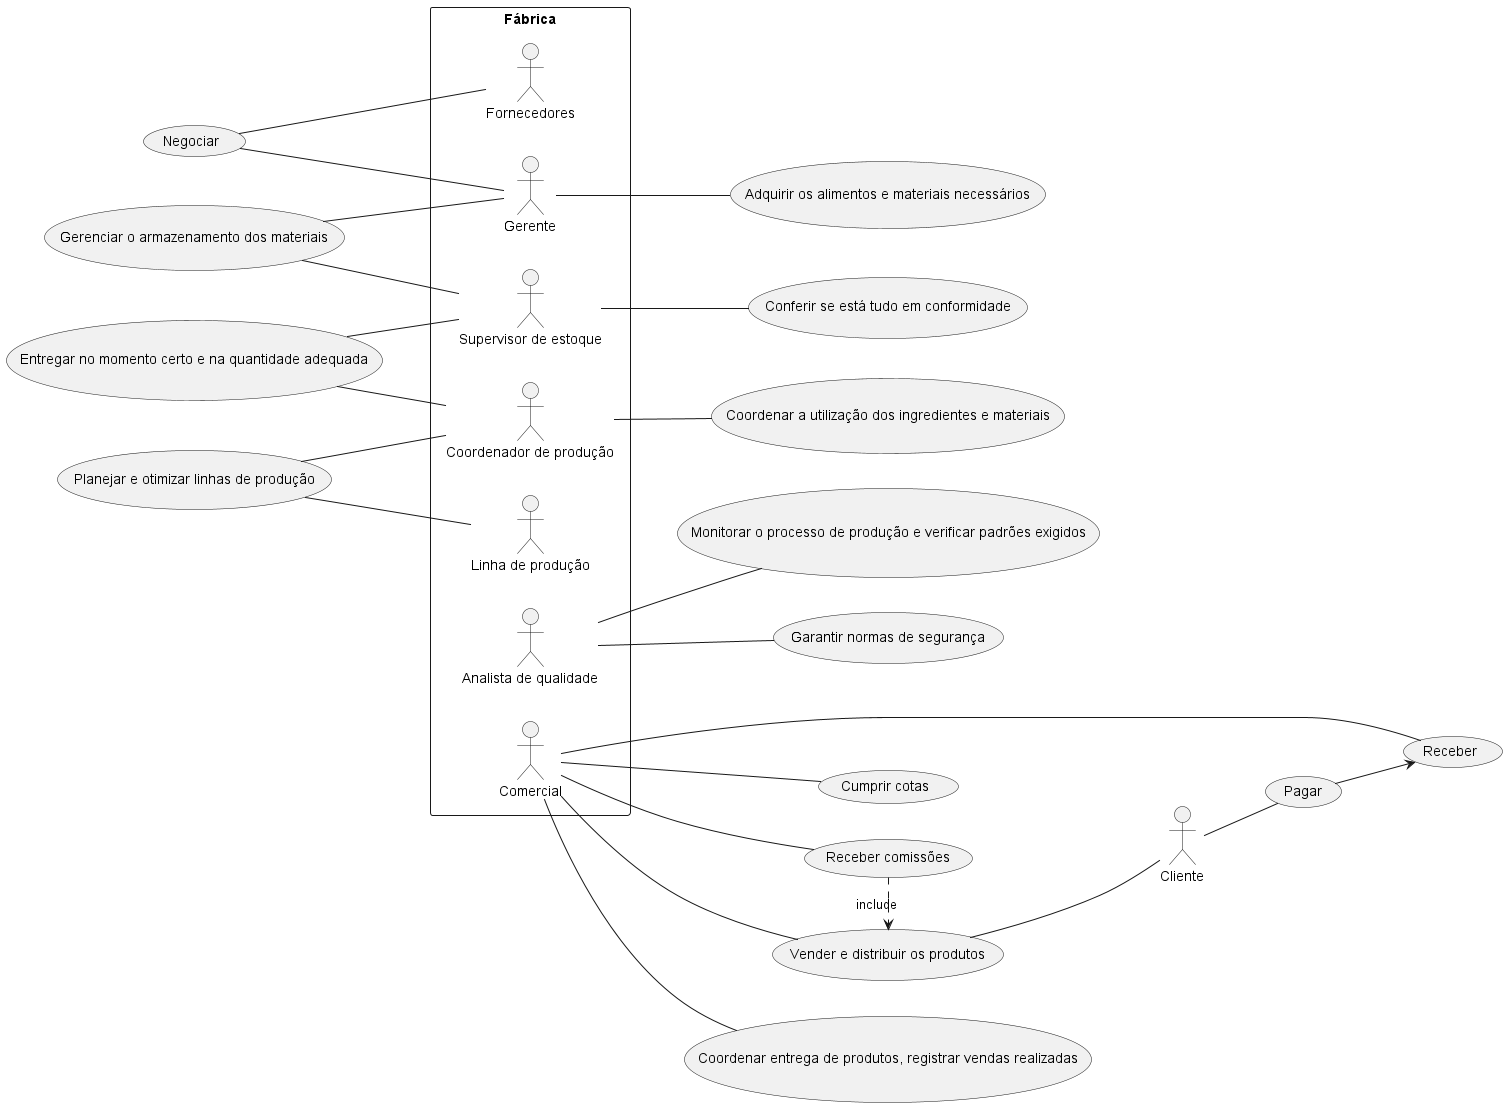 Fábrica
Fornecedores
Negociar
Gerente
Adquirir os alimentos e materiais necessários
Gerenciar o armazenamento dos materiais
Supervisor de estoque
Conferir se está tudo em conformidade
Entregar no momento certo e na quantidade adequada
Coordenador de produção
Coordenar a utilização dos ingredientes e materiais
Planejar e otimizar linhas de produção
Linha de produção
Monitorar o processo de produção e verificar padrões exigidos
Garantir normas de segurança
Analista de qualidade
Receber
Comercial
Cumprir cotas
Pagar
Receber comissões
Cliente
include
Vender e distribuir os produtos
Coordenar entrega de produtos, registrar vendas realizadas